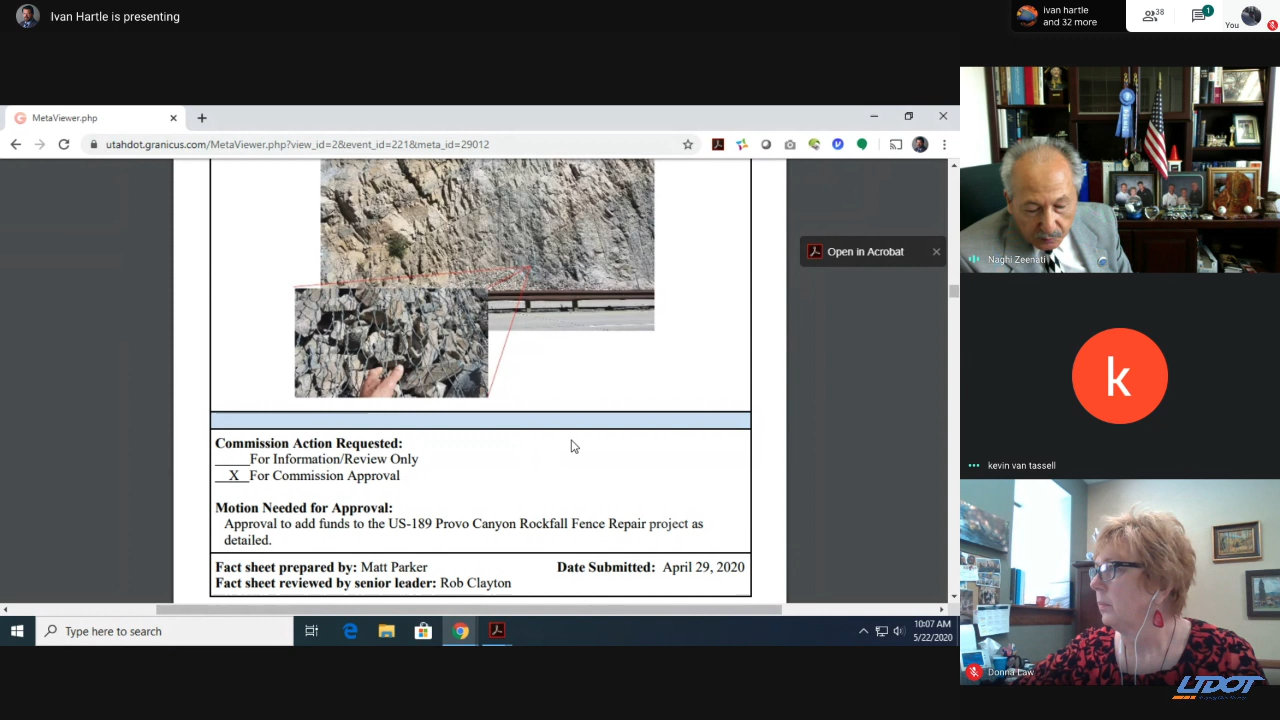 Ivan Hartle is presenting
ivan hartle
and 32 more
38
1
You
MetaViewer.php
utahdot.granicus.com/MetaViewer.php?view_id=2&event_id=221&meta_id=29012
Open in Acrobat
Commission Action Requested:
_____For Information/Review Only
__X__For Commission Approval
Motion Needed for Approval:
Approval to add funds to the US-189 Provo Canyon Rockfall Fence Repair project as
detailed.
Fact sheet prepared by: Matt Parker Date Submitted: April 29, 2020
Fact sheet reviewed by senior leader: Rob Clayton
Type here to search
10:07 AM
5/22/2020
Naghi Zeenati
k
kevin van tassell
Donna Law
UDOT